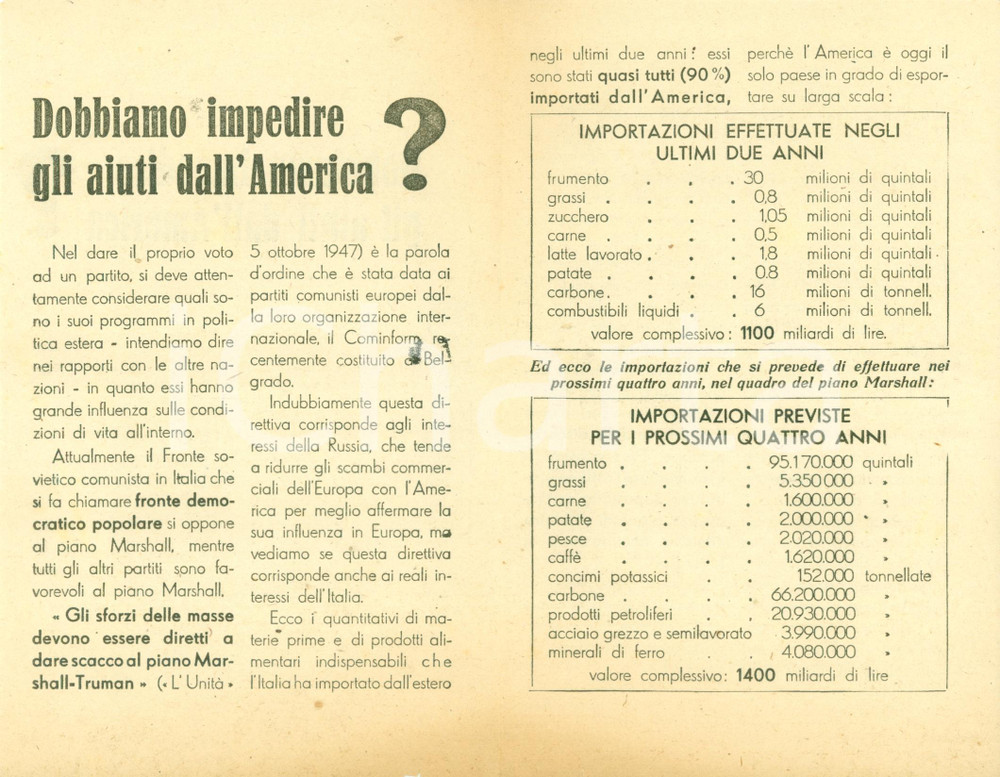 Dobbiamo impedire
gli aiuti dall'America ?
Nel dare il proprio voto
ad un partito, si deve atten-
tamente considerare quali so-
no i suoi programmi in poli-
tica estera - intendiamo dire
nei rapporti con le altre na-
zioni - in quanto essi hanno
grande influenza sulle condi-
zioni di vita all'interno.
Attualmente il Fronte so-
vietico comunista in Italia che
si fa chiamare fronte demo-
cratico popolare si oppone
al piano Marshall, mentre
tutti gli altri partiti sono fa-
vorevoli al piano Marshall.
« Gli sforzi delle masse
devono essere diretti a
dare scacco al piano Mar-
shall-Truman » (« L'Unità »
5 ottobre 1947) è la parola
d'ordine che è stata data ai
partiti comunisti europei dal-
la loro organizzazione inter-
nazionale, il Cominform re-
centemente costituito a Bel-
grado.
Indubbiamente questa di-
rettiva corrisponde agli inte-
ressi della Russia, che tende
a ridurre gli scambi commer-
ciali dell'Europa con l'Ame-
rica per meglio affermare la
sua influenza in Europa, ma
vediamo se questa direttiva
corrisponde anche ai reali in-
teressi dell'Italia.
Ecco i quantitativi di ma-
terie prime e di prodotti ali-
mentari indispensabili che
l'Italia ha importato dall'estero
negli ultimi due anni: essi
sono stati quasi tutti (90%)
importati dall'America,
perchè l'America è oggi il
solo paese in grado di espor-
tare su larga scala :
IMPORTAZIONI EFFETTUATE NEGLI
ULTIMI DUE ANNI
frumento . . . 30 milioni di quintali
grassi . . . . 0,8 milioni di quintali
zucchero . . . 1,05 milioni di quintali
carne . . . . 0,5 milioni di quintali
latte lavorato . . . 1,8 milioni di quintali
patate . . . . 0.8 milioni di quintali
carbone . . . . 16 milioni di tonnell.
combustibili liquidi . . 6 milioni di tonnell.
valore complessivo : 1100 miliardi di lire.
Ed ecco le importazioni che si prevede di effettuare nei
prossimi quattro anni, nel quadro del piano Marshall :
IMPORTAZIONI PREVISTE
PER I PROSSIMI QUATTRO ANNI
frumento . . . . 95.170.000 quintali
grassi . . . . 5.350.000 »
carne . . . . 1.600.000 »
patate . . . . 2.000.000 »
pesce . . . . 2.020.000 »
caffè . . . . 1.620.000 »
concimi potassici . . 152.000 tonnellate
carbone . . . . 66.200.000 »
prodotti petroliferi . . 20.930.000 »
acciaio grezzo e semilavorato 3.990.000 »
minerali di ferro . . 4.080.000 »
valore complessivo : 1400 miliardi di lire